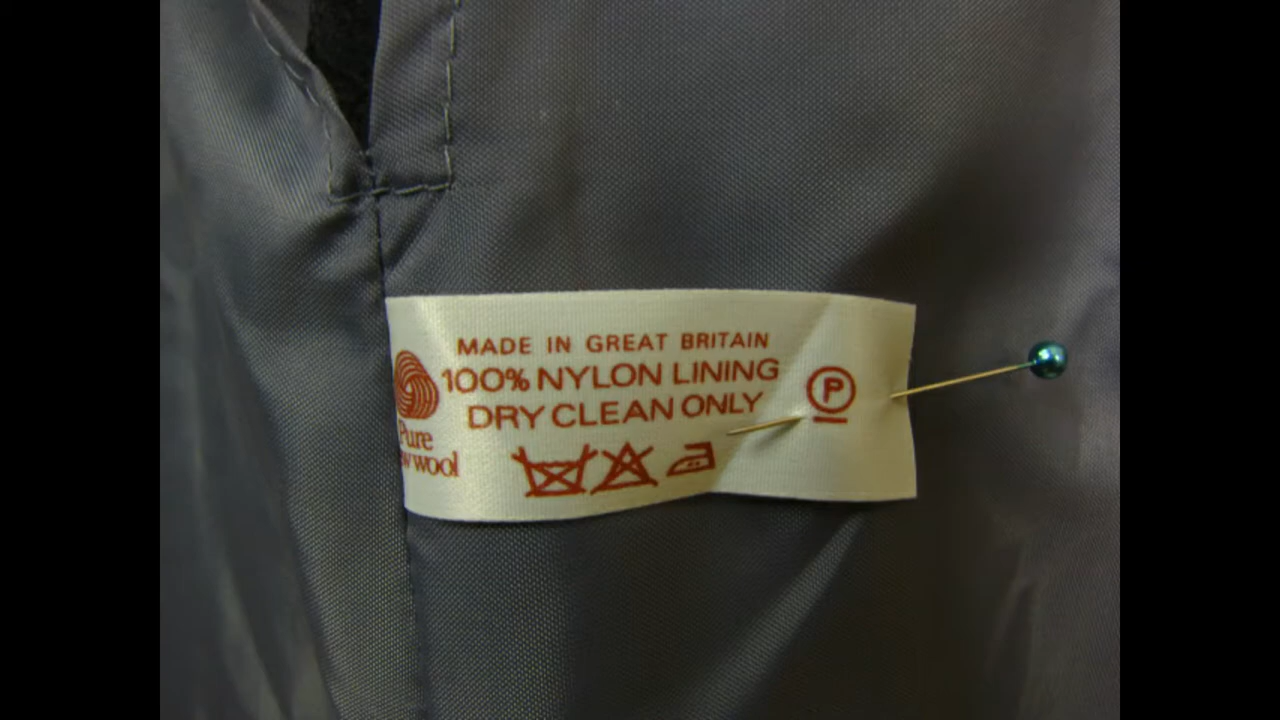 MADE IN GREAT BRITAIN
100% NYLON LINING
DRY CLEAN ONLY
Pure
wool
P